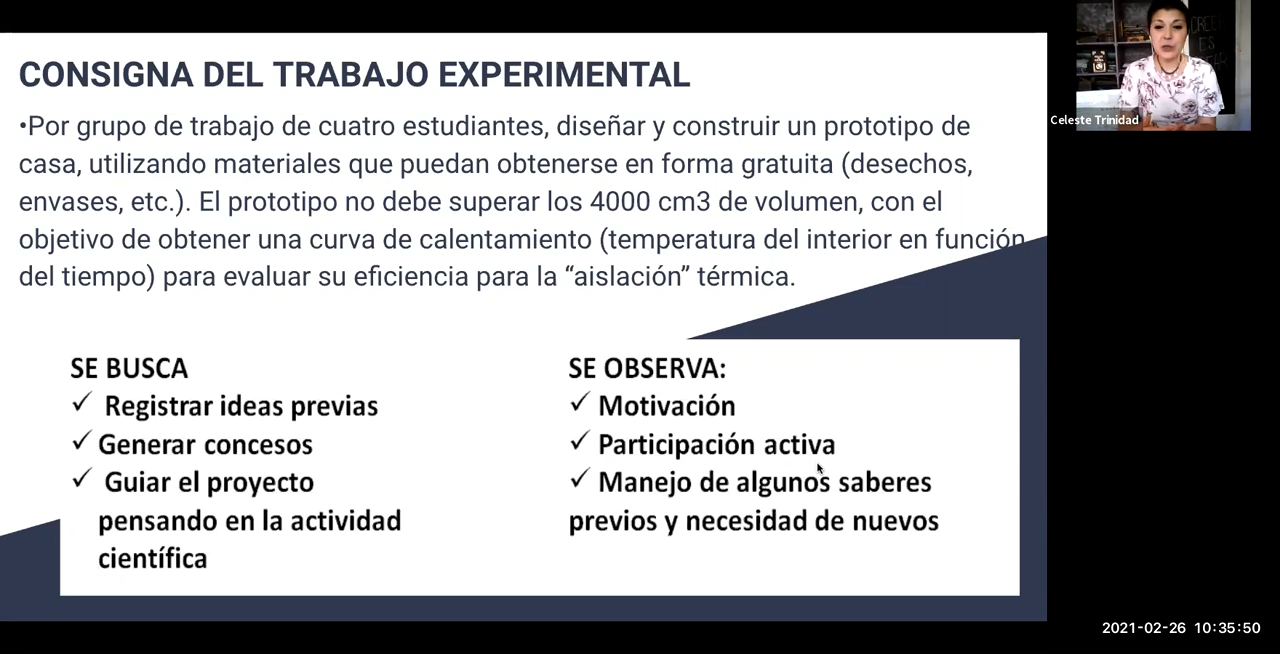 CONSIGNA DEL TRABAJO EXPERIMENTAL
•Por grupo de trabajo de cuatro estudiantes, diseñar y construir un prototipo de
casa, utilizando materiales que puedan obtenerse en forma gratuita (desechos,
envases, etc.). El prototipo no debe superar los 4000 cm3 de volumen, con el
objetivo de obtener una curva de calentamiento (temperatura del interior en función
del tiempo) para evaluar su eficiencia para la “aislación” térmica.
SE BUSCA
✓ Registrar ideas previas
✓ Generar concesos
✓ Guiar el proyecto
pensando en la actividad
científica
SE OBSERVA:
✓ Motivación
✓ Participación activa
✓ Manejo de algunos saberes
previos y necesidad de nuevos
Celeste Trinidad
2021-02-26 10:35:50